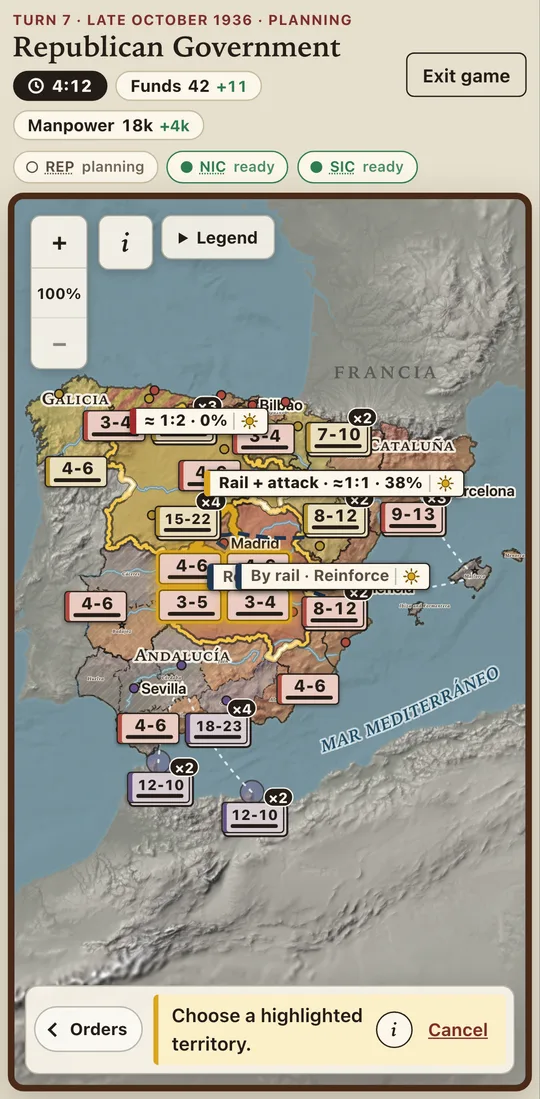 TURN 7 · LATE OCTOBER 1936 · PLANNING
Republican Government
4:12
Funds 42 +11
Exit game
Manpower 18k +4k
REP planning
NIC ready
SIC ready
+
100%
−
i
Legend
FRANCIA
GALICIA
×3
Bilbao
3-4
≈ 1:2 · 0%
3-4
×2
7-10
CATALUÑA
4-6
Rail + attack · ≈1:1 · 38%
×4
15-22
×2
8-12
×3
9-13
Madrid
4-6
By rail · Reinforce
4-6
3-5
3-4
×2
8-12
ANDALUCÍA
4-6
Sevilla
×4
4-6
18-23
MAR MEDITERRÁNEO
×2
12-10
×2
12-10
Orders
Choose a highlighted
territory.
i
Cancel